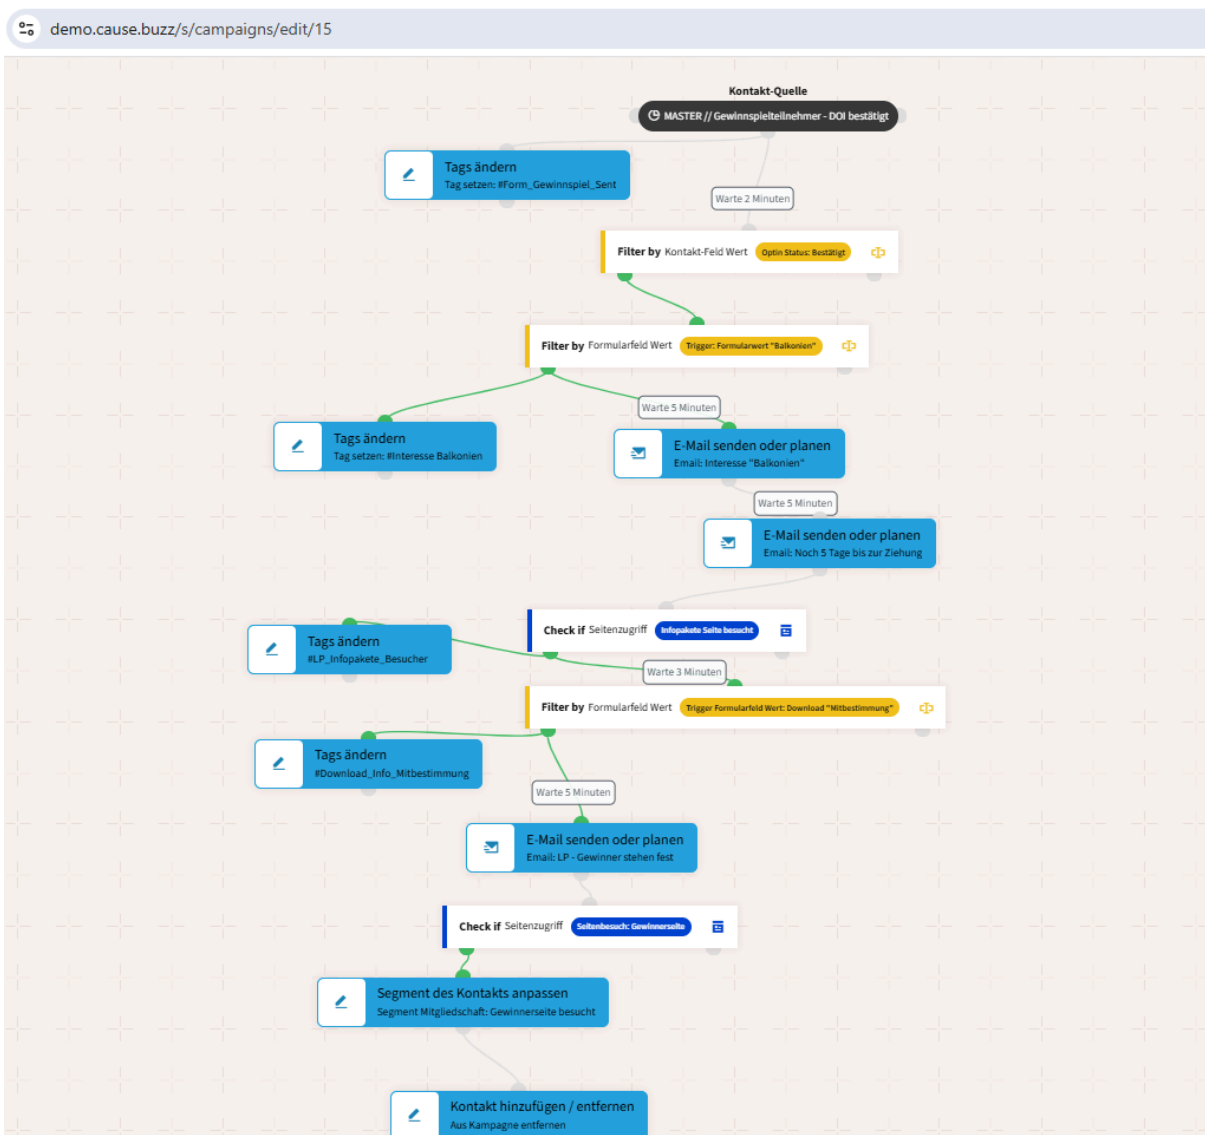 demo.cause.buzz/s/campaigns/edit/15
Kontakt-Quelle
MASTER // Gewinnspielteilnehmer - DOI bestätigt
Tags ändern
Tag setzen: #Form_Gewinnspiel_Sent
Warte 2 Minuten
Filter by Kontakt-Feld Wert Optin Status: Bestätigt
Filter by Formularfeld Wert Trigger: Formularwert "Balkonien"
Warte 5 Minuten
Tags ändern
Tag setzen: #Interesse Balkonien
E-Mail senden oder planen
Email: Interesse "Balkonien"
Warte 5 Minuten
E-Mail senden oder planen
Email: Noch 5 Tage bis zur Ziehung
Check if Seitenzugriff Infopakete Seite besucht
Tags ändern
#LP_Infopakete_Besucher
Warte 3 Minuten
Filter by Formularfeld Wert Trigger Formularfeld Wert: Download "Mitbestimmung"
Tags ändern
#Download_Info_Mitbestimmung
Warte 5 Minuten
E-Mail senden oder planen
Email: LP - Gewinner stehen fest
Check if Seitenzugriff Seitenbesuch: Gewinnerseite
Segment des Kontakts anpassen
Segment Mitgliedschaft: Gewinnerseite besucht
Kontakt hinzufügen / entfernen
Aus Kampagne entfernen